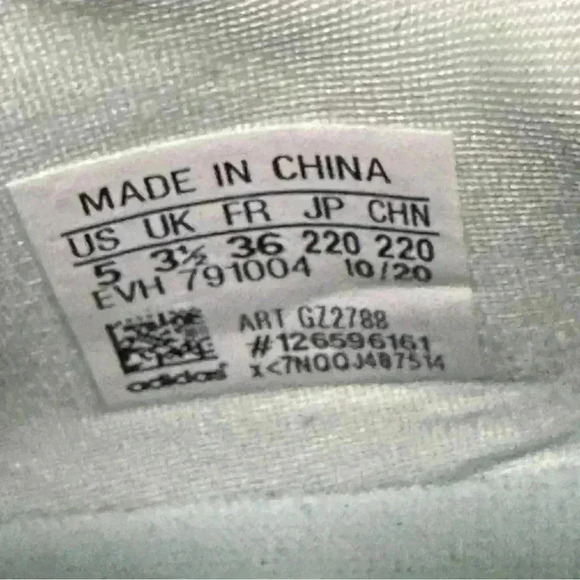 MADE IN CHINA
US UK FR JP CHN
5 3½ 36 220 220
EVH 791004 10/20
ART GZ2788
#126596161
x<7NOQJ487514
adidas